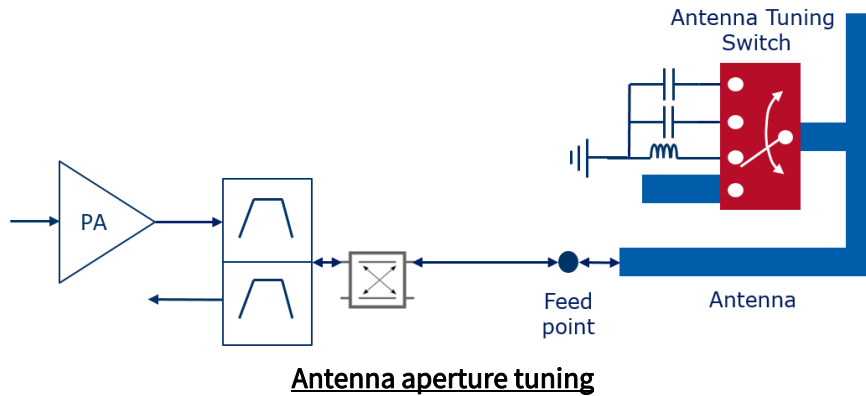 Antenna Tuning
Switch
PA
Feed
point
Antenna
Antenna aperture tuning